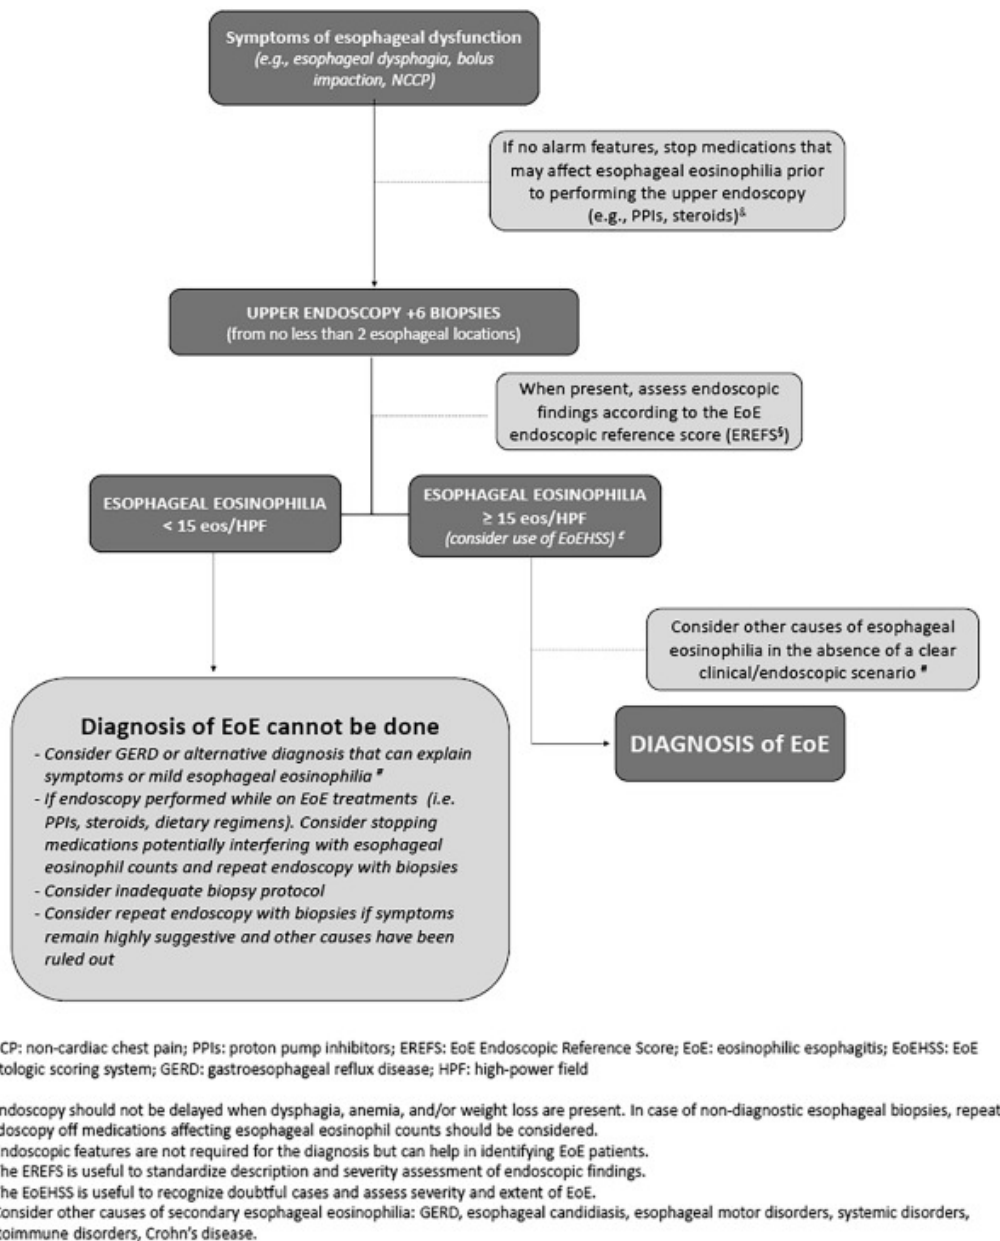 Symptoms of esophageal dysfunction
(e.g., esophageal dysphagia, bolus
impaction, NCCP)
If no alarm features, stop medications that
may affect esophageal eosinophilia prior
to performing the upper endoscopy
(e.g., PPIs, steroids)&
UPPER ENDOSCOPY +6 BIOPSIES
(from no less than 2 esophageal locations)
When present, assess endoscopic
findings according to the EoE
endoscopic reference score (EREFS§)
ESOPHAGEAL EOSINOPHILIA
< 15 eos/HPF
ESOPHAGEAL EOSINOPHILIA
≥ 15 eos/HPF
(consider use of EoEHSS) £
Consider other causes of esophageal
eosinophilia in the absence of a clear
clinical/endoscopic scenario #
DIAGNOSIS of EoE
Diagnosis of EoE cannot be done
- Consider GERD or alternative diagnosis that can explain
symptoms or mild esophageal eosinophilia #
- If endoscopy performed while on EoE treatments (i.e.
PPIs, steroids, dietary regimens). Consider stopping
medications potentially interfering with esophageal
eosinophil counts and repeat endoscopy with biopsies
- Consider inadequate biopsy protocol
- Consider repeat endoscopy with biopsies if symptoms
remain highly suggestive and other causes have been
ruled out
CP: non-cardiac chest pain; PPIs: proton pump inhibitors; EREFS: EoE Endoscopic Reference Score; EoE: eosinophilic esophagitis; EoEHSS: EoE
tologic scoring system; GERD: gastroesophageal reflux disease; HPF: high-power field
ndoscopy should not be delayed when dysphagia, anemia, and/or weight loss are present. In case of non-diagnostic esophageal biopsies, repeat
doscopy off medications affecting esophageal eosinophil counts should be considered.
ndoscopic features are not required for the diagnosis but can help in identifying EoE patients.
he EREFS is useful to standardize description and severity assessment of endoscopic findings.
he EoEHSS is useful to recognize doubtful cases and assess severity and extent of EoE.
onsider other causes of secondary esophageal eosinophilia: GERD, esophageal candidiasis, esophageal motor disorders, systemic disorders,
toimmune disorders, Crohn's disease.